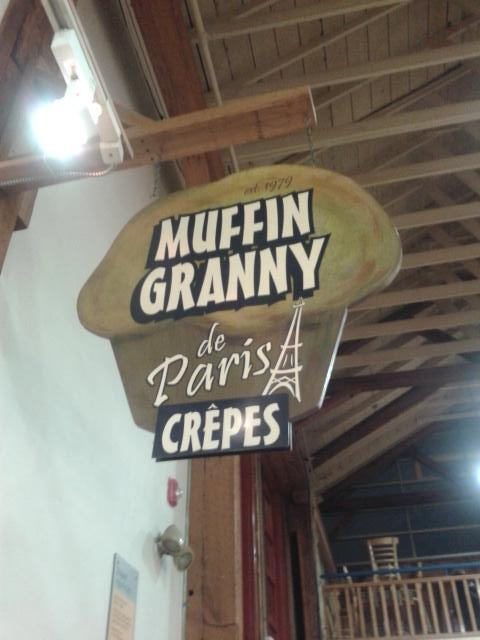 est. 1979
MUFFIN
GRANNY
de
Paris
CRÊPES